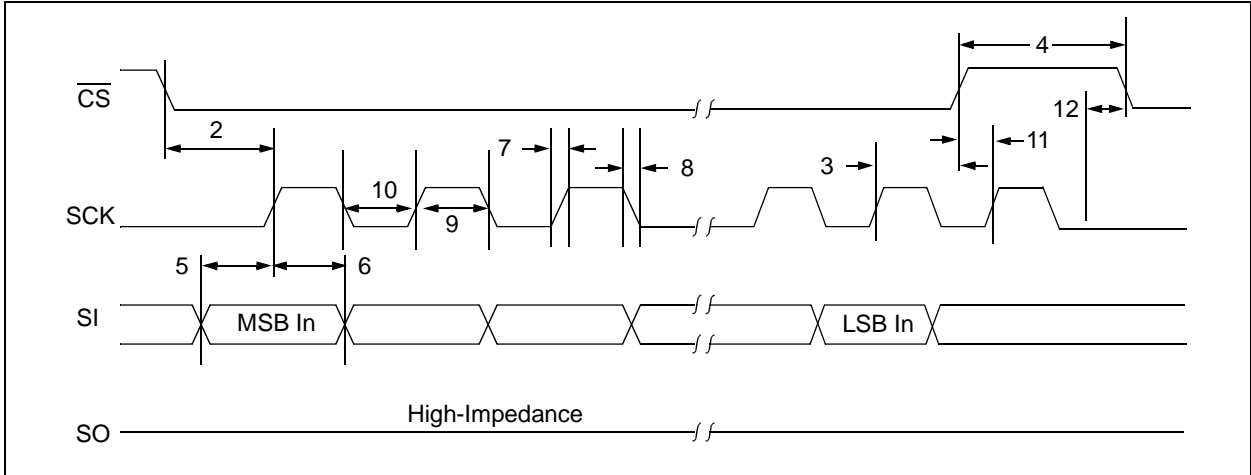 4
CS
12
2
7
8
3
11
10
9
SCK
5
6
SI
MSB In
LSB In
High-Impedance
SO